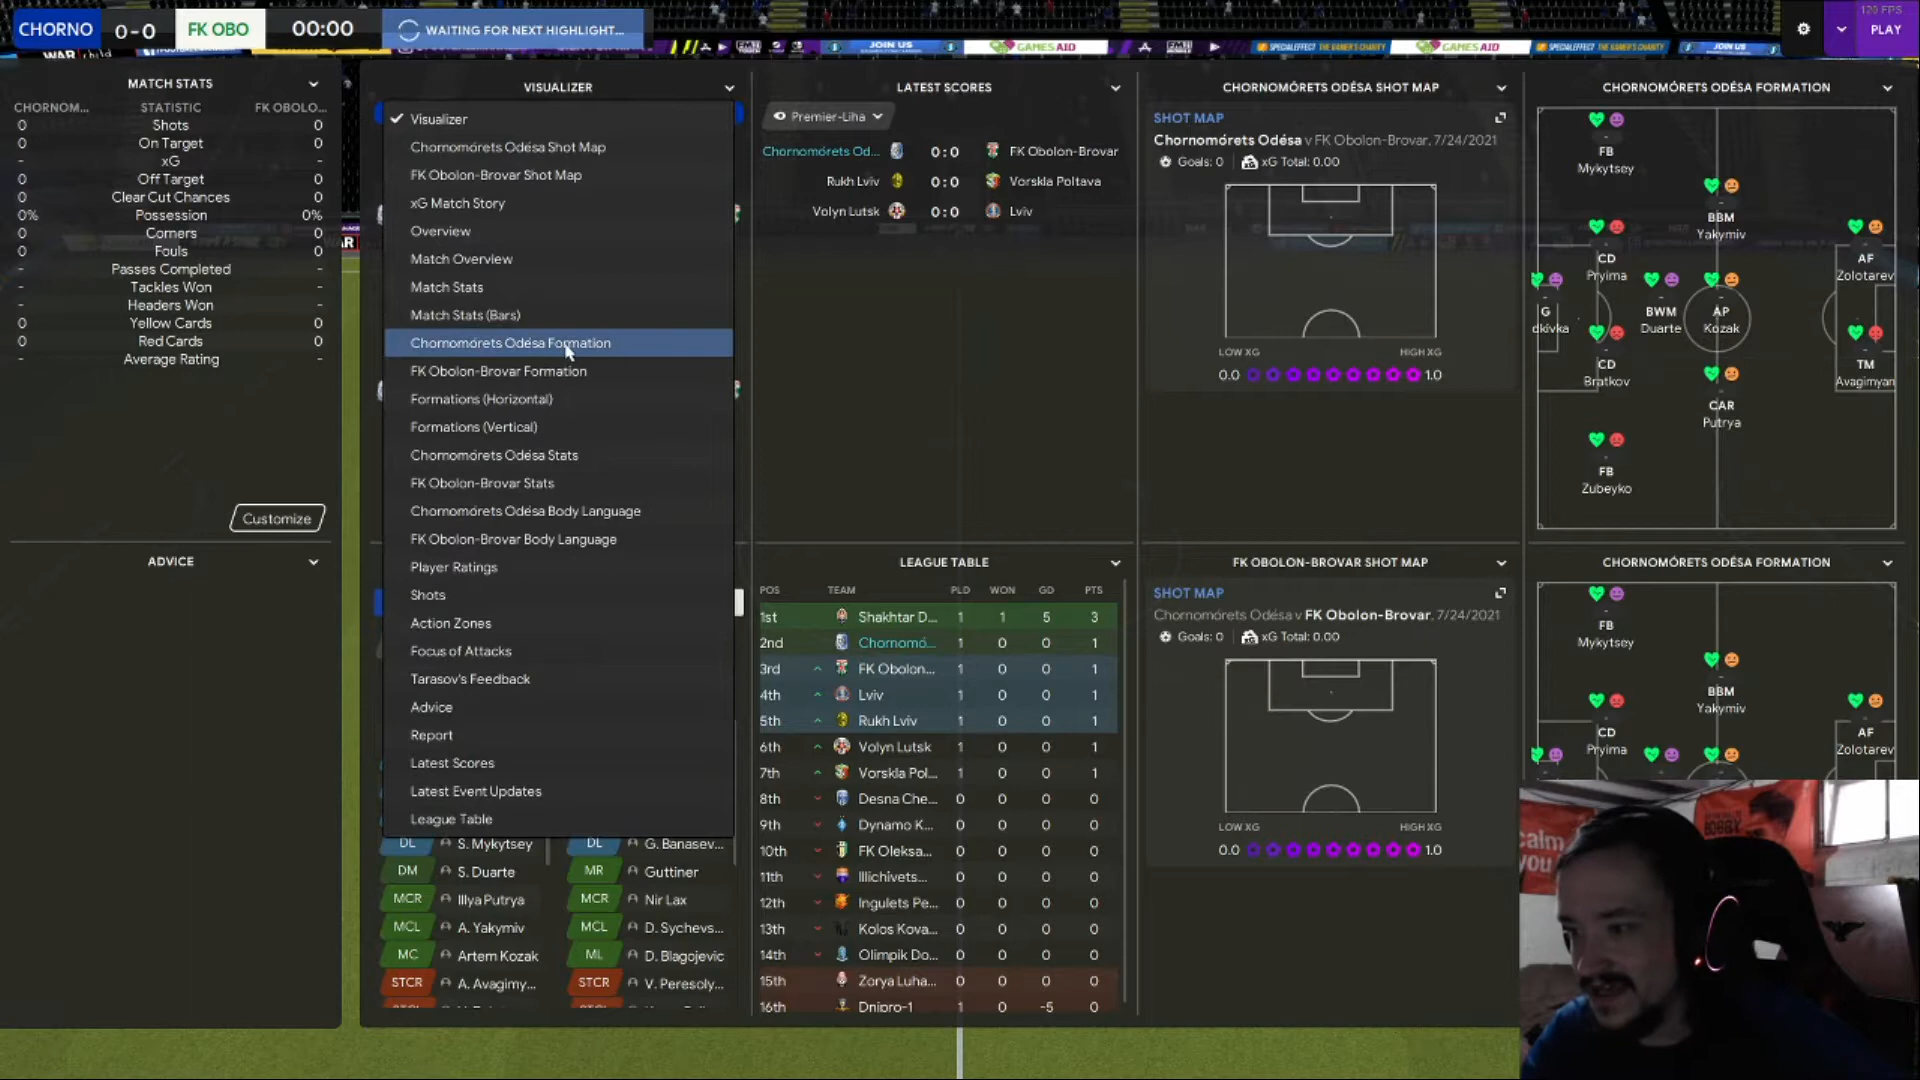 CHORNO 0-0 FK OBO 00:00 WAITING FOR NEXT HIGHLIGHT...
120 FPS
PLAY
WAR child
JOIN US
GAMES AID
SPECIALEFFECT THE GAMER'S CHARITY
GAMES AID
JOIN US
MATCH STATS
CHORNOM... STATISTIC FK OBOLO...
0 Shots 0
0 On Target 0
- xG -
0 Off Target 0
0 Clear Cut Chances 0
0% Possession 0%
0 Corners 0
0 Fouls 0
- Passes Completed -
- Tackles Won -
- Headers Won -
0 Yellow Cards 0
0 Red Cards 0
- Average Rating -
Customize
ADVICE
VISUALIZER
Visualizer
Chornomórets Odésa Shot Map
FK Obolon-Brovar Shot Map
xG Match Story
Overview
Match Overview
Match Stats
Match Stats (Bars)
Chornomórets Odésa Formation
FK Obolon-Brovar Formation
Formations (Horizontal)
Formations (Vertical)
Chornomórets Odésa Stats
FK Obolon-Brovar Stats
Chornomórets Odésa Body Language
FK Obolon-Brovar Body Language
Player Ratings
Shots
Action Zones
Focus of Attacks
Tarasov's Feedback
Advice
Report
Latest Scores
Latest Event Updates
League Table
DL S. Mykytsey DL G. Banasev...
DM S. Duarte MR Guttiner
MCR Illya Putrya MCR Nir Lax
MCL A. Yakymiv MCL D. Sychevs...
MC Artem Kozak ML D. Blagojevic
STCR A. Avagimy... STCR V. Peresoly...
LATEST SCORES
Premier-Liha
Chornomórets Od... 0:0 FK Obolon-Brovar
Rukh Lviv 0:0 Vorskla Poltava
Volyn Lutsk 0:0 Lviv
LEAGUE TABLE
POS TEAM PLD WON GD PTS
1st Shakhtar D... 1 1 5 3
2nd Chornomó... 1 0 0 1
3rd FK Obolon... 1 0 0 1
4th Lviv 1 0 0 1
5th Rukh Lviv 1 0 0 1
6th Volyn Lutsk 1 0 0 1
7th Vorskla Pol... 1 0 0 1
8th Desna Che... 0 0 0 0
9th Dynamo K... 0 0 0 0
10th FK Oleksa... 0 0 0 0
11th Illichivets... 0 0 0 0
12th Ingulets Pe... 0 0 0 0
13th Kolos Kova... 0 0 0 0
14th Olimpik Do... 0 0 0 0
15th Zorya Luha... 0 0 0 0
16th Dnipro-1 1 0 -5 0
CHORNOMÓRETS ODÉSA SHOT MAP
SHOT MAP
Chornomórets Odésa v FK Obolon-Brovar, 7/24/2021
Goals: 0 xG Total: 0.00
LOW XG HIGH XG
0.0 1.0
FK OBOLON-BROVAR SHOT MAP
SHOT MAP
Chornomórets Odésa v FK Obolon-Brovar, 7/24/2021
Goals: 0 xG Total: 0.00
LOW XG HIGH XG
0.0 1.0
CHORNOMÓRETS ODÉSA FORMATION
FB
Mykytsey
BBM
Yakymiv
CD
Pryima
AF
Zolotarev
G
dkivka
BWM
Duarte
AP
Kozak
CD
Bratkov
TM
Avagimyan
CAR
Putrya
FB
Zubeyko
CHORNOMÓRETS ODÉSA FORMATION
FB
Mykytsey
BBM
Yakymiv
CD
Pryima
AF
Zolotarev
calm
you